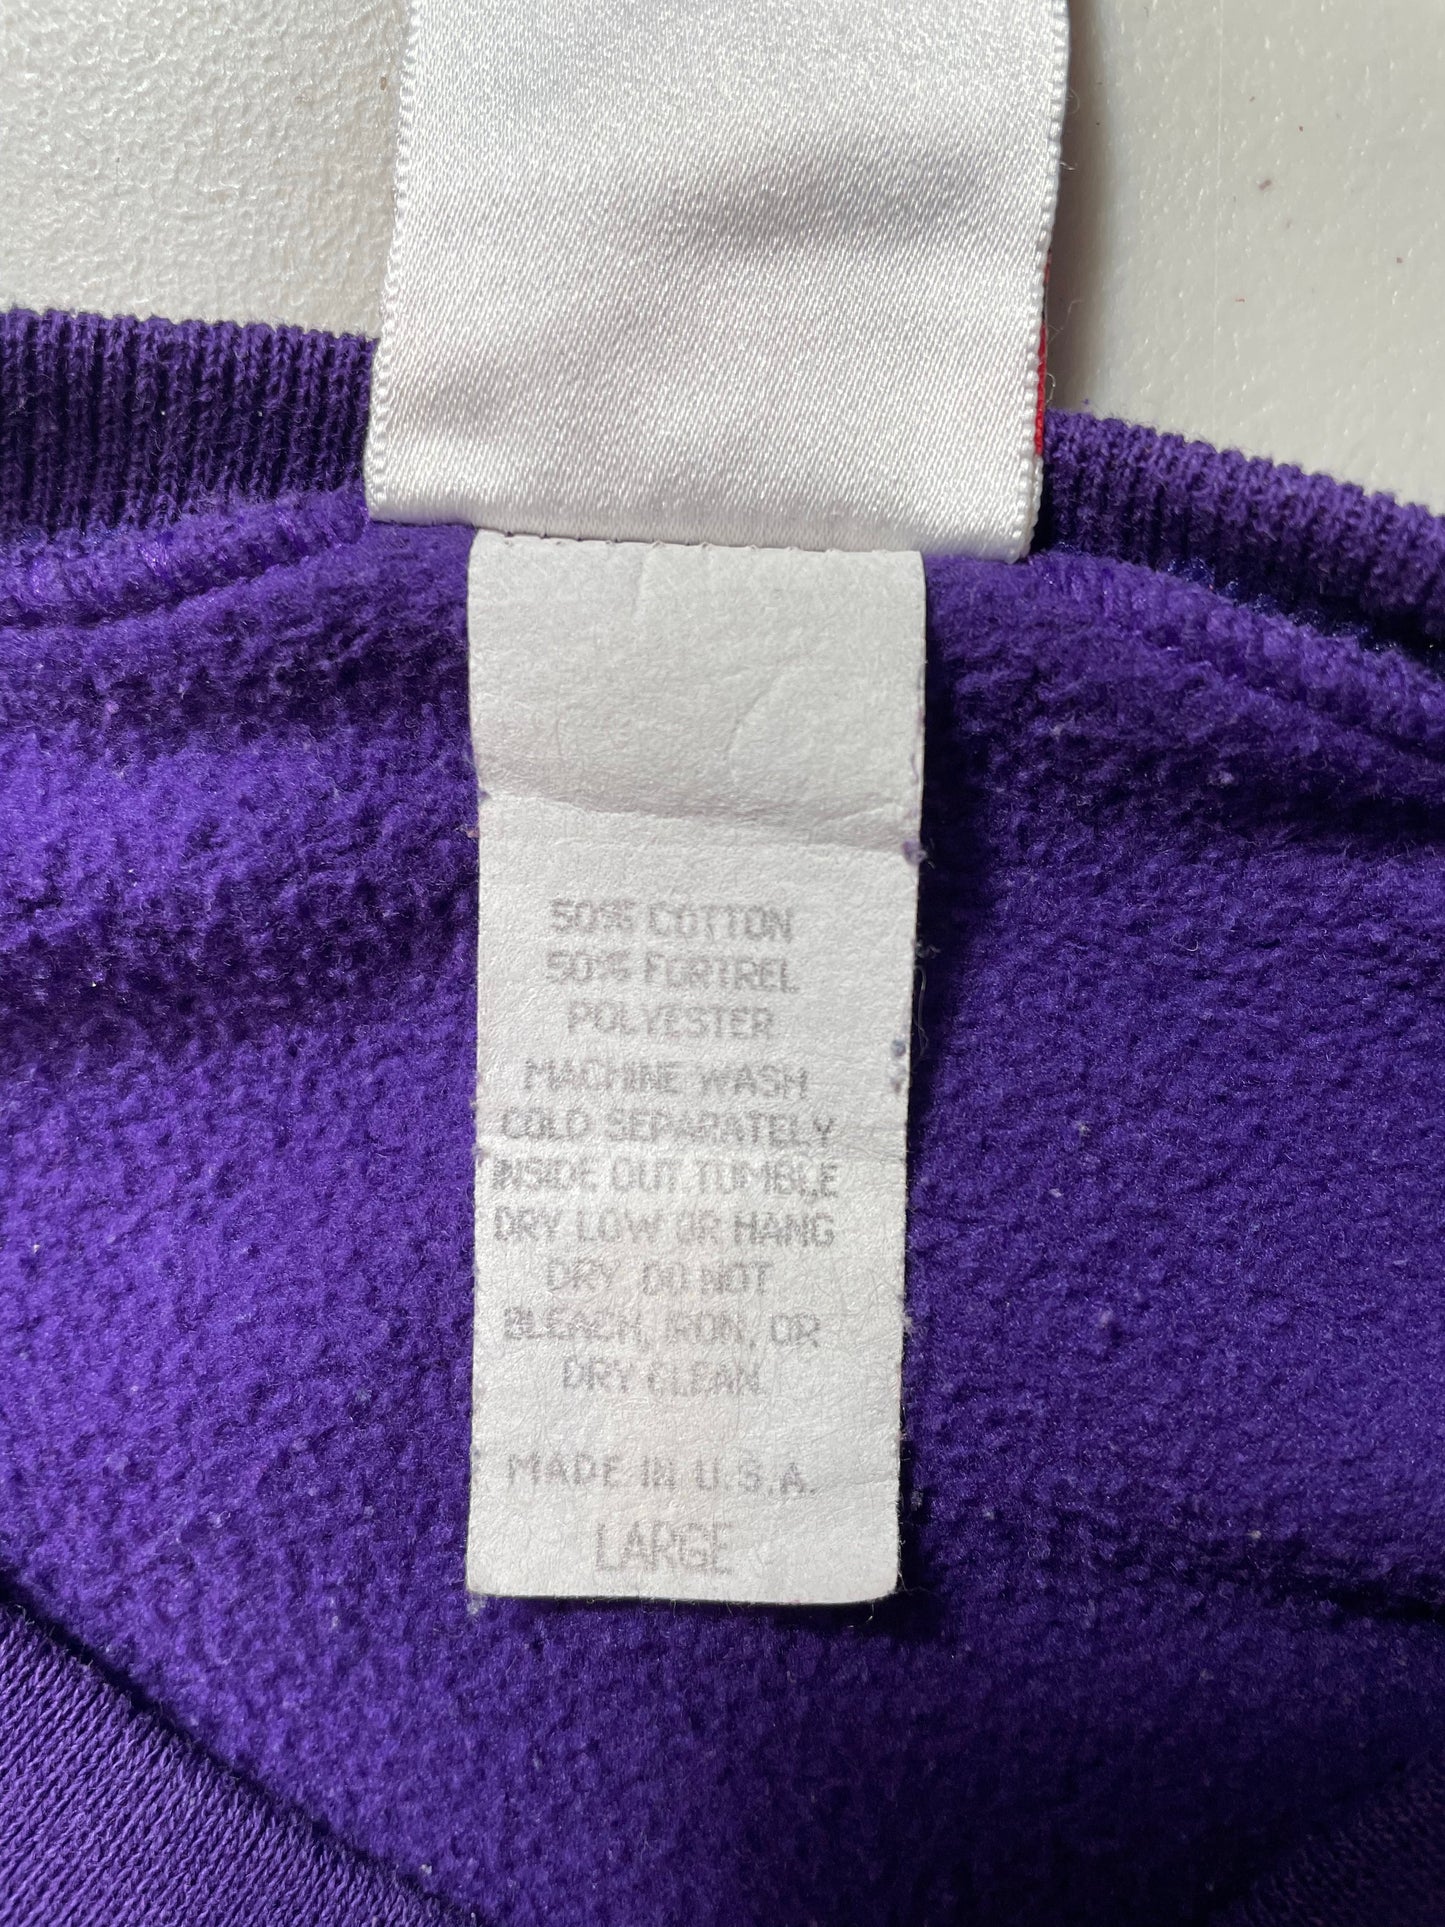 50% COTTON
50% FORTREL
POLYESTER
MACHINE WASH
COLD SEPARATELY
INSIDE OUT. TUMBLE
DRY LOW OR HANG
DRY DO NOT
BLEACH, IRON, OR
DRY CLEAN.
MADE IN U.S.A.
LARGE